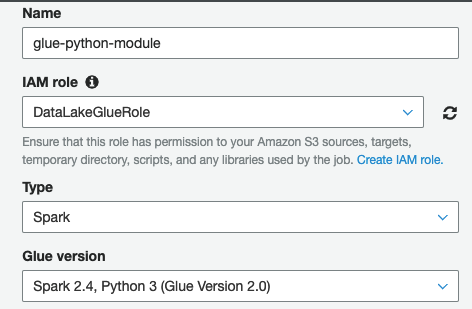 Name
glue-python-module
IAM role
DataLakeGlueRole
Ensure that this role has permission to your Amazon S3 sources, targets,
temporary directory, scripts, and any libraries used by the job. Create IAM role.
Type
Spark
Glue version
Spark 2.4, Python 3 (Glue Version 2.0)